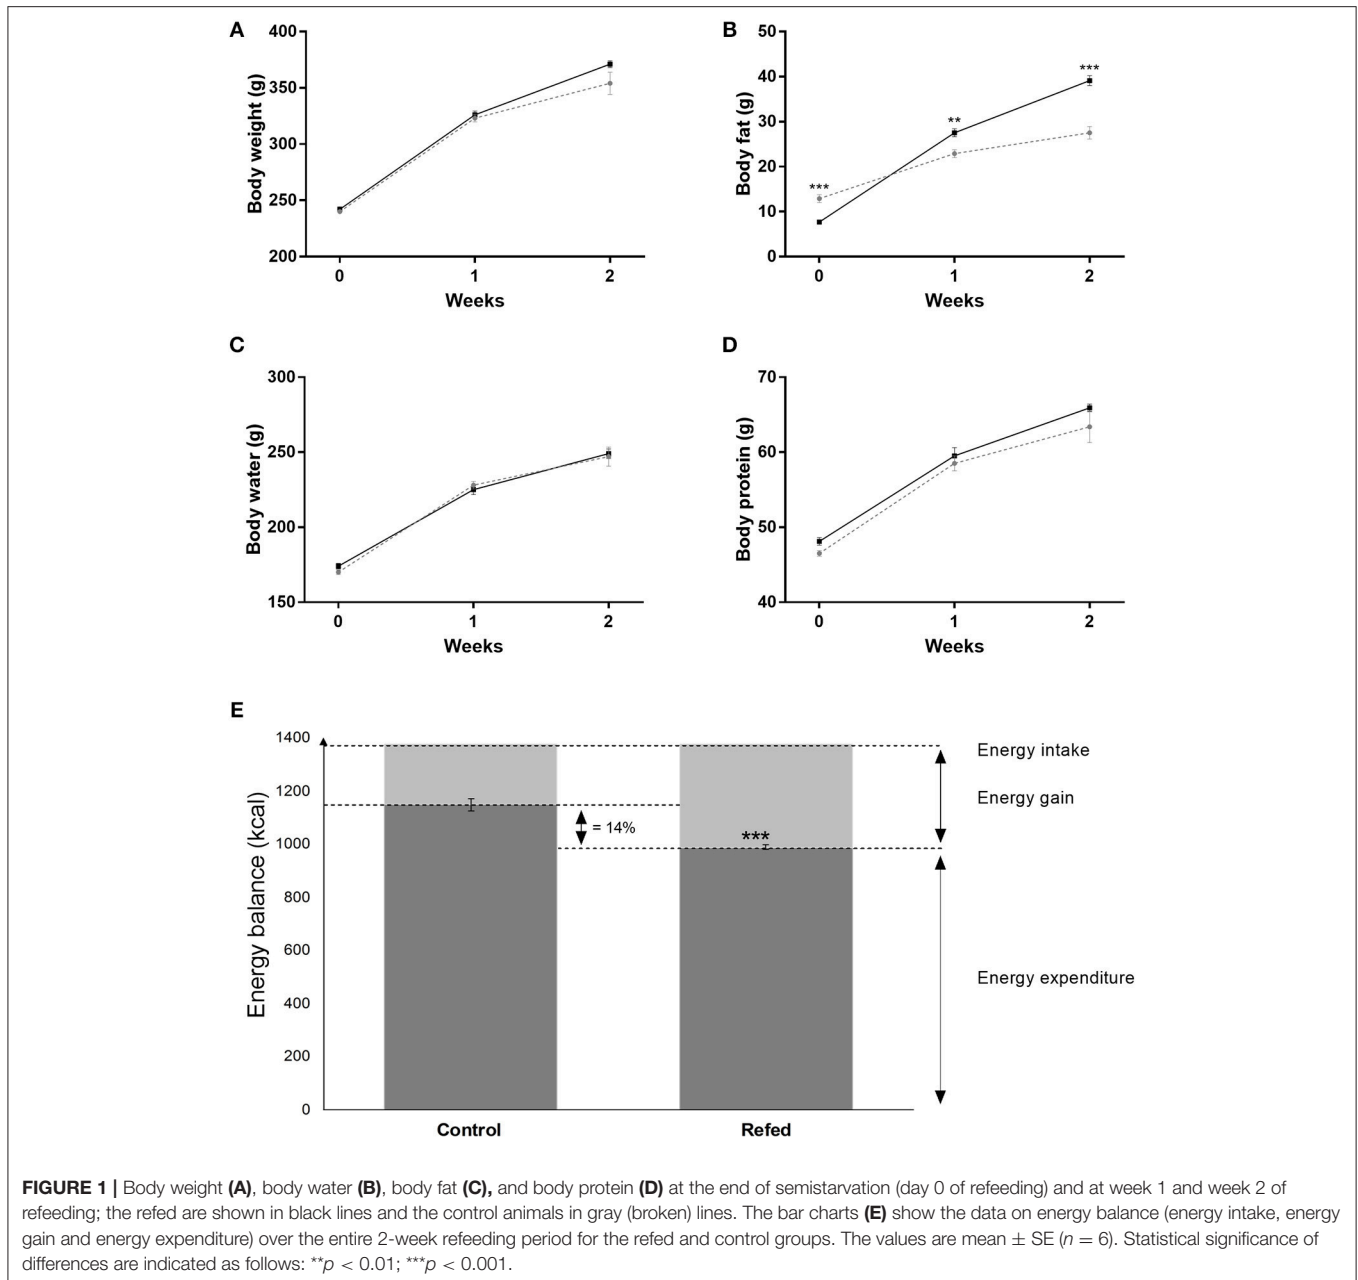 A
Body weight (g)
400
350
300
250
200
0 1 2
Weeks
B
Body fat (g)
50
40
30
20
10
0
***
**
***
0 1 2
Weeks
C
Body water (g)
300
250
200
150
0 1 2
Weeks
D
Body protein (g)
70
60
50
40
0 1 2
Weeks
E
Energy balance (kcal)
1400
1200
1000
800
600
400
200
0
= 14%
***
Control Refed
Energy intake
Energy gain
Energy expenditure
FIGURE 1 | Body weight (A), body water (B), body fat (C), and body protein (D) at the end of semistarvation (day 0 of refeeding) and at week 1 and week 2 of
refeeding; the refed are shown in black lines and the control animals in gray (broken) lines. The bar charts (E) show the data on energy balance (energy intake, energy
gain and energy expenditure) over the entire 2-week refeeding period for the refed and control groups. The values are mean ± SE (n = 6). Statistical significance of
differences are indicated as follows: **p < 0.01; ***p < 0.001.